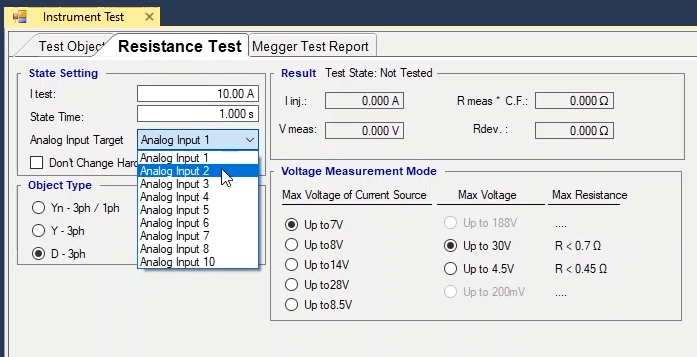 Instrument Test
Test Objec Resistance Test Megger Test Report
State Setting
I test: 10.00 A
State Time: 1.000 s
Analog Input Target Analog Input 1
Don't Change Hard
Analog Input 1
Analog Input 2
Analog Input 3
Analog Input 4
Analog Input 5
Analog Input 6
Analog Input 7
Analog Input 8
Analog Input 10
Object Type
Yn - 3ph / 1ph
Y - 3ph
D - 3ph
Result Test State: Not Tested
I inj.: 0.000 A R meas * C.F.: 0.000 Ω
V meas: 0.000 V Rdev. : 0.000 Ω
Voltage Measurement Mode
Max Voltage of Current Source Max Voltage Max Resistance
Up to7V Up to 188V ....
Up to8V Up to 30V R < 0.7 Ω
Up to14V Up to 4.5V R < 0.45 Ω
Up to28V Up to 200mV ....
Up to8.5V